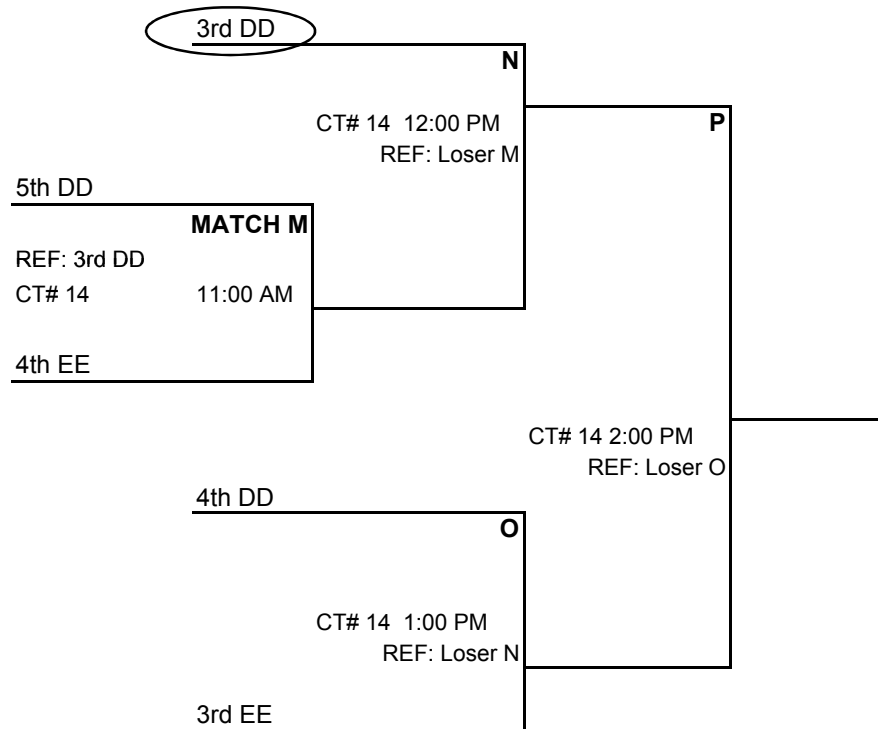 3rd DD
N
CT# 14 12:00 PM
REF: Loser M
P
5th DD
MATCH M
REF: 3rd DD
CT# 14 11:00 AM
4th EE
CT# 14 2:00 PM
REF: Loser O
4th DD
O
CT# 14 1:00 PM
REF: Loser N
3rd EE